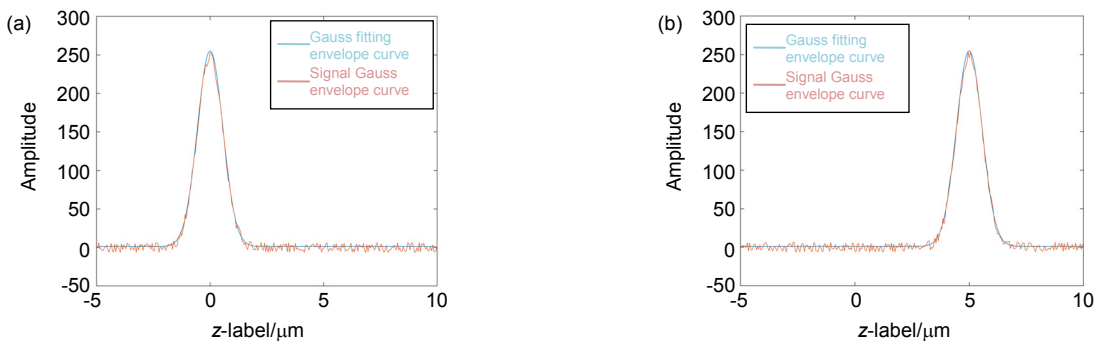 (a)
300
250
200
150
100
50
0
-50
Amplitude
-5
0
5
10
z-label/μm
Gauss fitting
envelope curve
Signal Gauss
envelope curve
(b)
300
250
200
150
100
50
0
-50
Amplitude
-5
0
5
10
z-label/μm
Gauss fitting
envelope curve
Signal Gauss
envelope curve